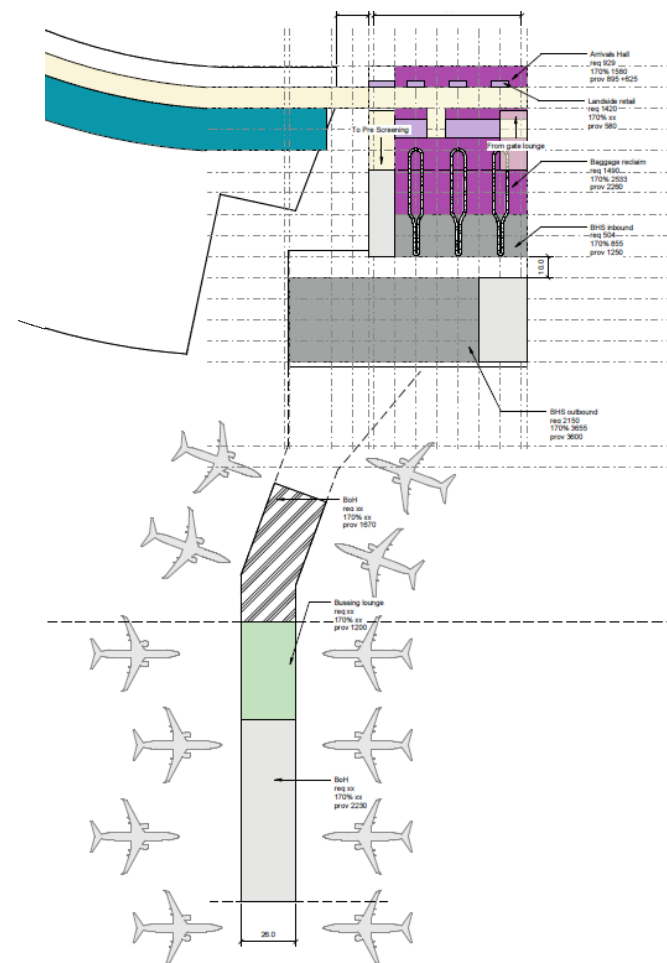 Arrivals Hall
req 929
170% 1580
prov 895 +625
Landside retail
req 1420
170% xx
prov 580
To Pre Screening
From gate lounge
Baggage reclaim
req 1490
170% 2533
prov 2260
BHS inbound
req 504
170% 855
prov 1250
10.0
BHS outbound
req 2150
170% 3655
prov 3600
BoH
req xx
170% xx
prov 1670
Bussing lounge
req xx
170% xx
prov 1200
BoH
req xx
170% xx
prov 2230
26.0